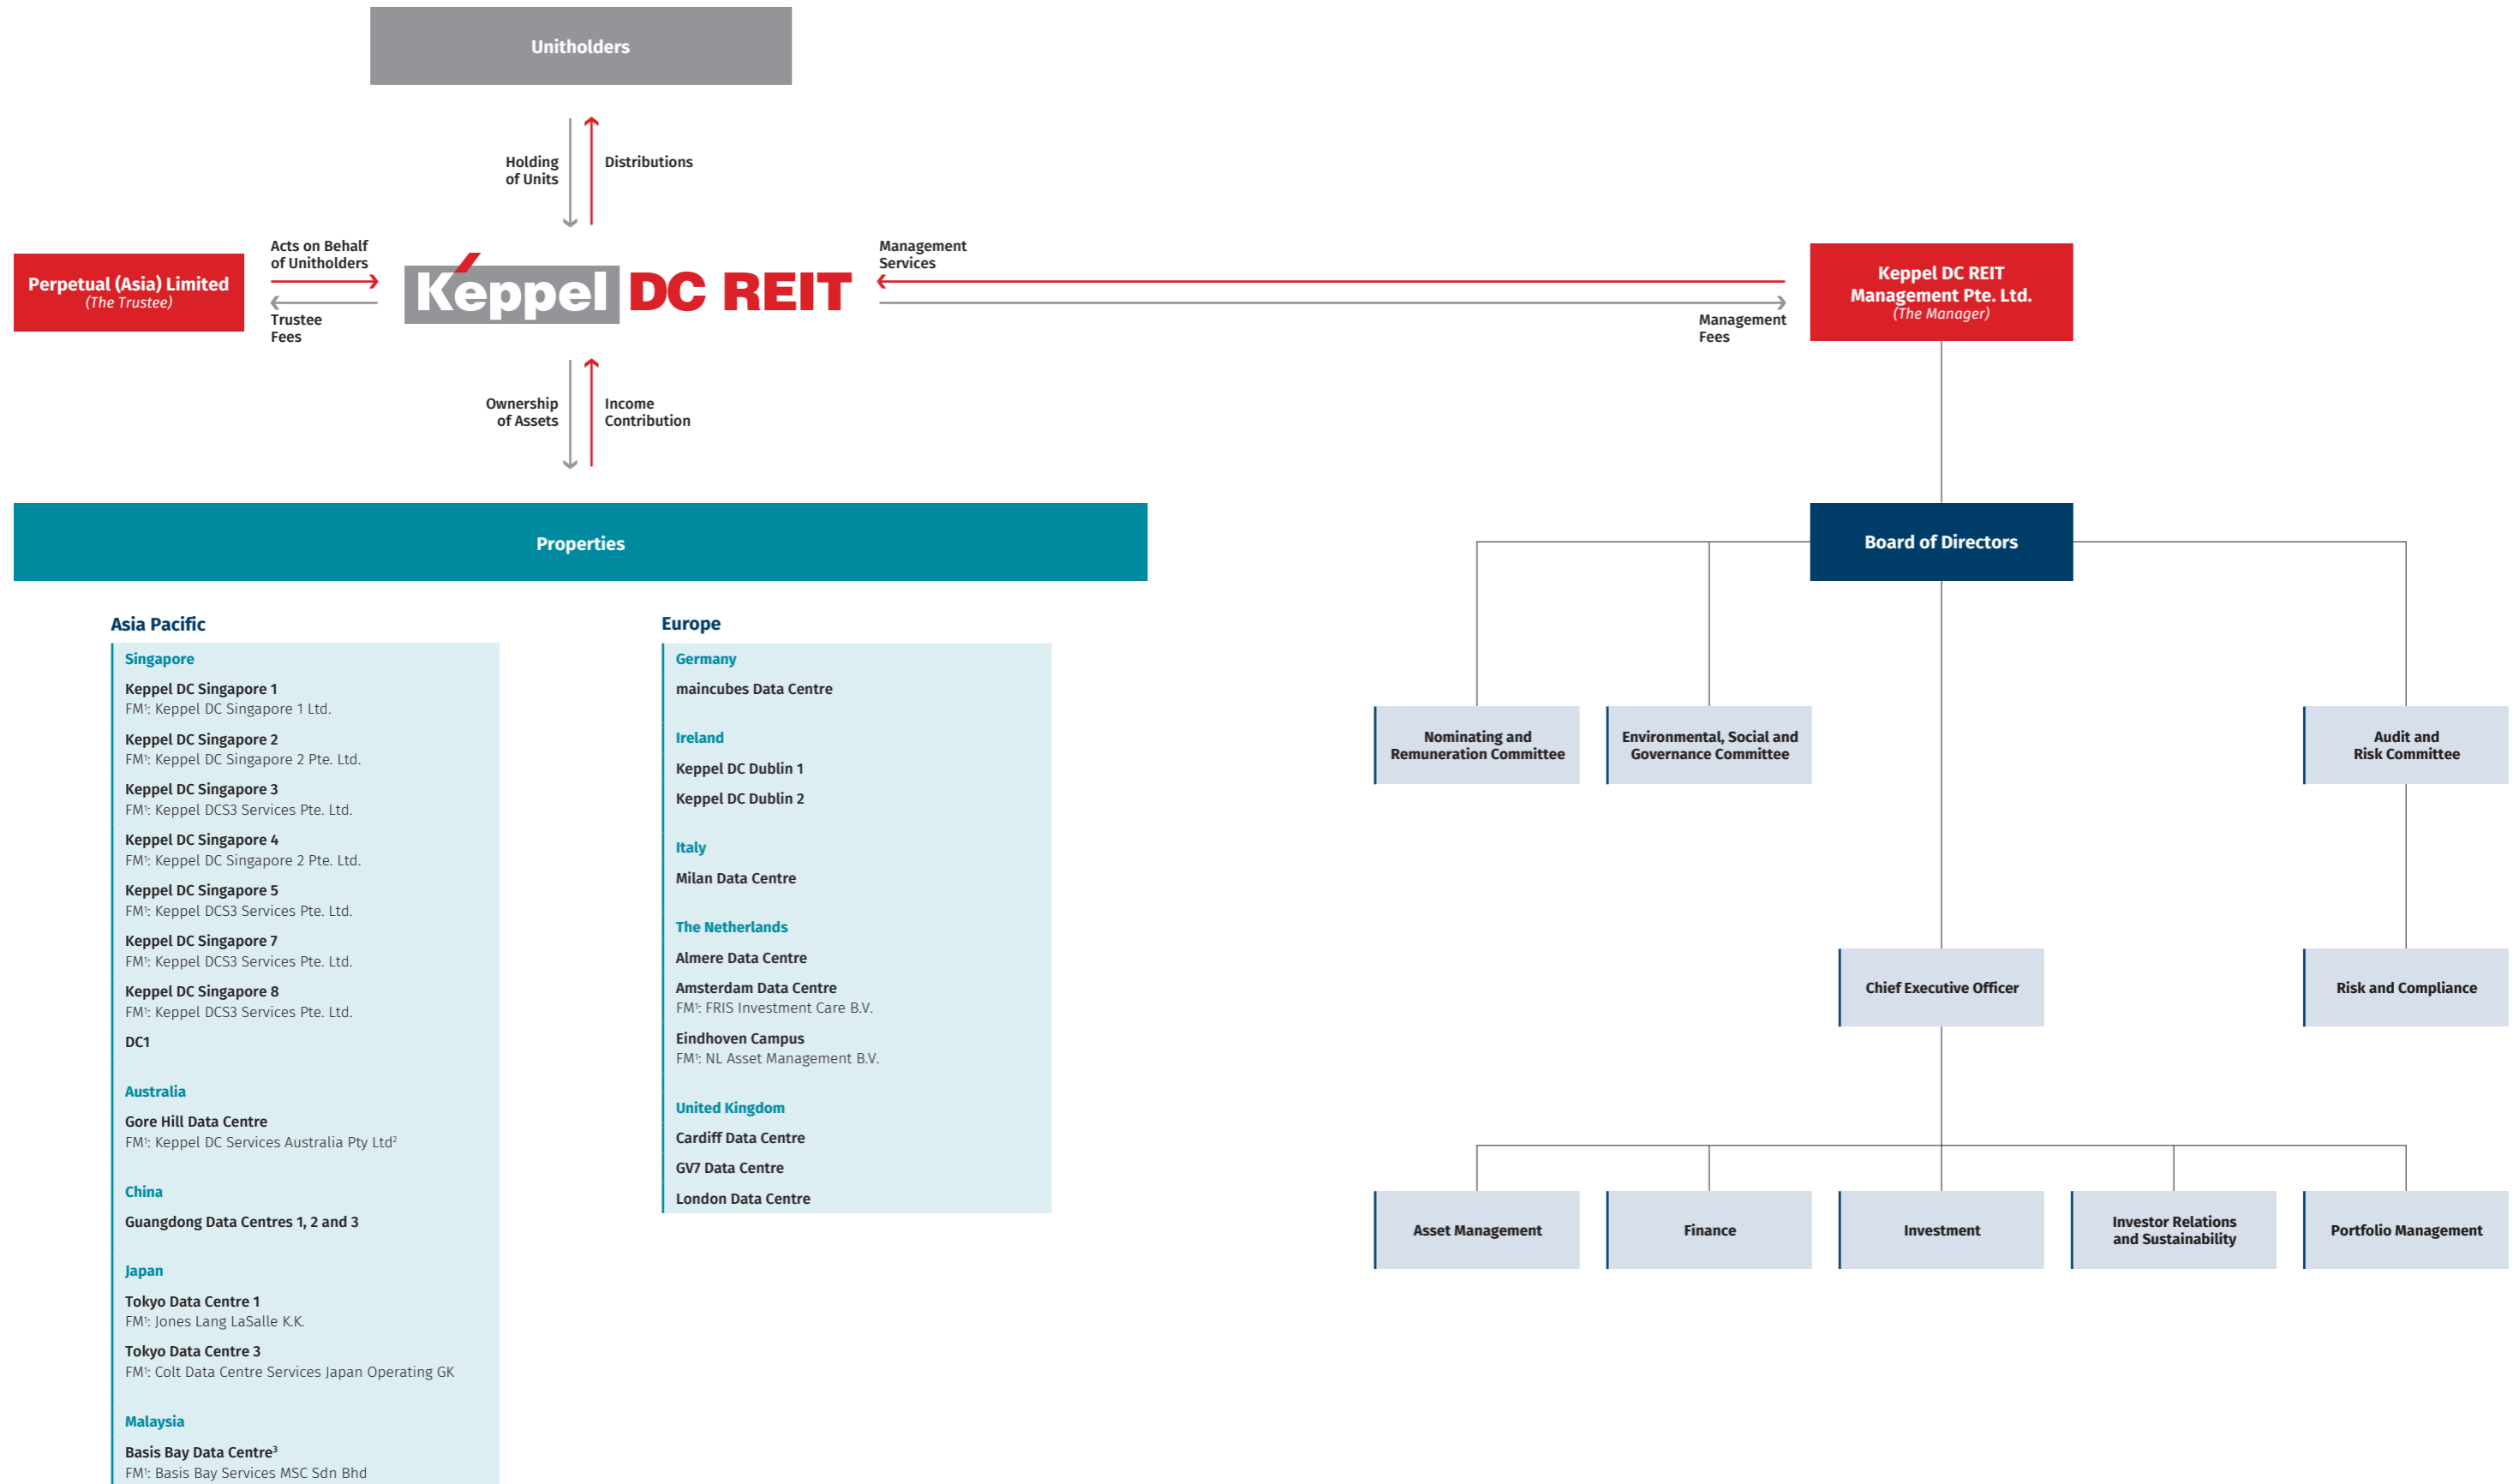 Unitholders
Holding
of Units
Distributions
Perpetual (Asia) Limited
(The Trustee)
Acts on Behalf
of Unitholders
Trustee
Fees
Keppel DC REIT
Management
Services
Management
Fees
Keppel DC REIT
Management Pte. Ltd.
(The Manager)
Ownership
of Assets
Income
Contribution
Properties
Asia Pacific
Singapore
Keppel DC Singapore 1
FM¹: Keppel DC Singapore 1 Ltd.
Keppel DC Singapore 2
FM¹: Keppel DC Singapore 2 Pte. Ltd.
Keppel DC Singapore 3
FM¹: Keppel DCS3 Services Pte. Ltd.
Keppel DC Singapore 4
FM¹: Keppel DC Singapore 2 Pte. Ltd.
Keppel DC Singapore 5
FM¹: Keppel DCS3 Services Pte. Ltd.
Keppel DC Singapore 7
FM¹: Keppel DCS3 Services Pte. Ltd.
Keppel DC Singapore 8
FM¹: Keppel DCS3 Services Pte. Ltd.
DC1
Australia
Gore Hill Data Centre
FM¹: Keppel DC Services Australia Pty Ltd²
China
Guangdong Data Centres 1, 2 and 3
Japan
Tokyo Data Centre 1
FM¹: Jones Lang LaSalle K.K.
Tokyo Data Centre 3
FM¹: Colt Data Centre Services Japan Operating GK
Malaysia
Basis Bay Data Centre³
FM¹: Basis Bay Services MSC Sdn Bhd
Europe
Germany
maincubes Data Centre
Ireland
Keppel DC Dublin 1
Keppel DC Dublin 2
Italy
Milan Data Centre
The Netherlands
Almere Data Centre
Amsterdam Data Centre
FM¹: FRIS Investment Care B.V.
Eindhoven Campus
FM¹: NL Asset Management B.V.
United Kingdom
Cardiff Data Centre
GV7 Data Centre
London Data Centre
Board of Directors
Nominating and
Remuneration Committee
Environmental, Social and
Governance Committee
Audit and
Risk Committee
Chief Executive Officer
Risk and Compliance
Asset Management
Finance
Investment
Investor Relations
and Sustainability
Portfolio Management